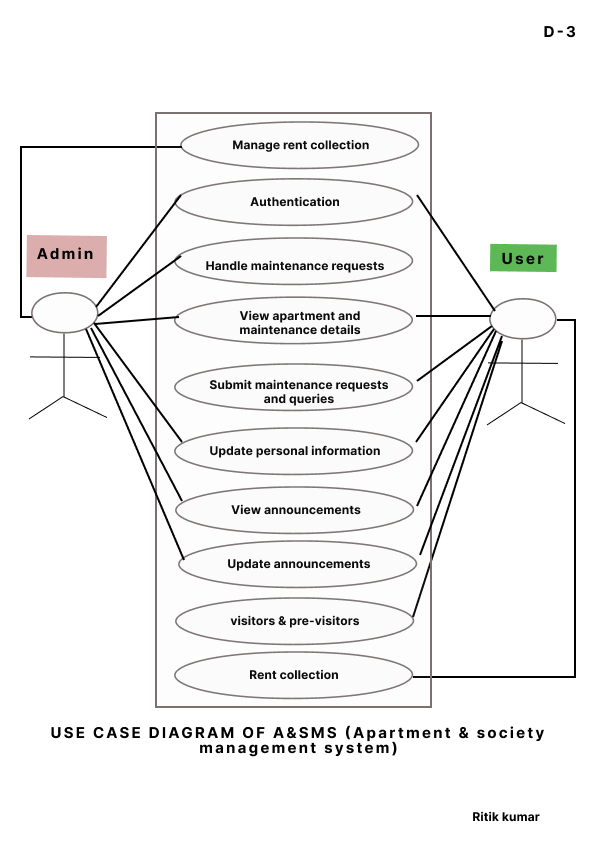 D-3
Manage rent collection
Authentication
Admin
User
Handle maintenance requests
View apartment and
maintenance details
Submit maintenance requests
and queries
Update personal information
View announcements
Update announcements
visitors & pre-visitors
Rent collection
USE CASE DIAGRAM OF A&SMS (Apartment & society
management system)
Ritik kumar